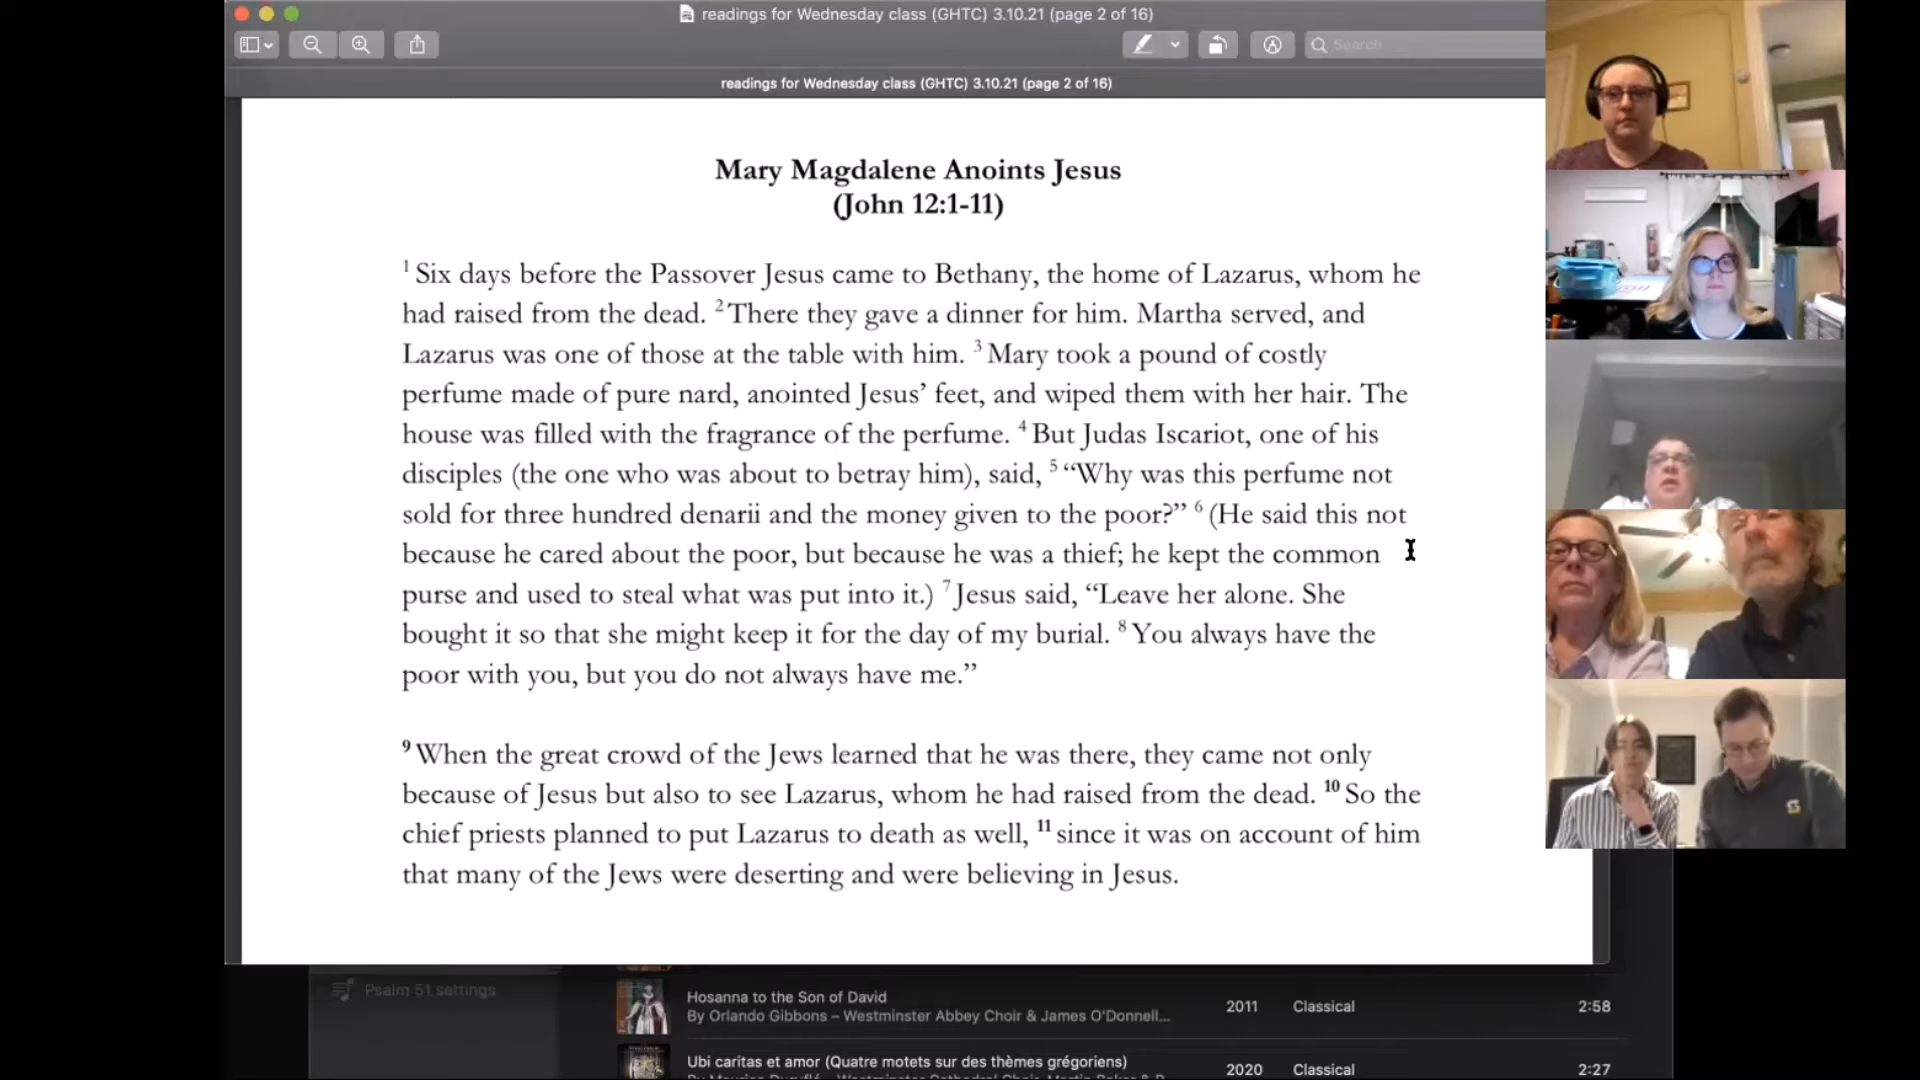 readings for Wednesday class (GHTC) 3.10.21 (page 2 of 16)
Search
readings for Wednesday class (GHTC) 3.10.21 (page 2 of 16)
Mary Magdalene Anoints Jesus
(John 12:1-11)
1 Six days before the Passover Jesus came to Bethany, the home of Lazarus, whom he
had raised from the dead. 2 There they gave a dinner for him. Martha served, and
Lazarus was one of those at the table with him. 3 Mary took a pound of costly
perfume made of pure nard, anointed Jesus’ feet, and wiped them with her hair. The
house was filled with the fragrance of the perfume. 4 But Judas Iscariot, one of his
disciples (the one who was about to betray him), said, 5 “Why was this perfume not
sold for three hundred denarii and the money given to the poor?” 6 (He said this not
because he cared about the poor, but because he was a thief; he kept the common
purse and used to steal what was put into it.) 7 Jesus said, “Leave her alone. She
bought it so that she might keep it for the day of my burial. 8 You always have the
poor with you, but you do not always have me.”
9 When the great crowd of the Jews learned that he was there, they came not only
because of Jesus but also to see Lazarus, whom he had raised from the dead. 10 So the
chief priests planned to put Lazarus to death as well, 11 since it was on account of him
that many of the Jews were deserting and were believing in Jesus.
Psalm 51 settings
Hosanna to the Son of David
2011 Classical 2:58
By Orlando Gibbons – Westminster Abbey Choir & James O'Donnell...
Ubi caritas et amor (Quatre motets sur des thèmes grégoriens)
2020 Classical 2:27